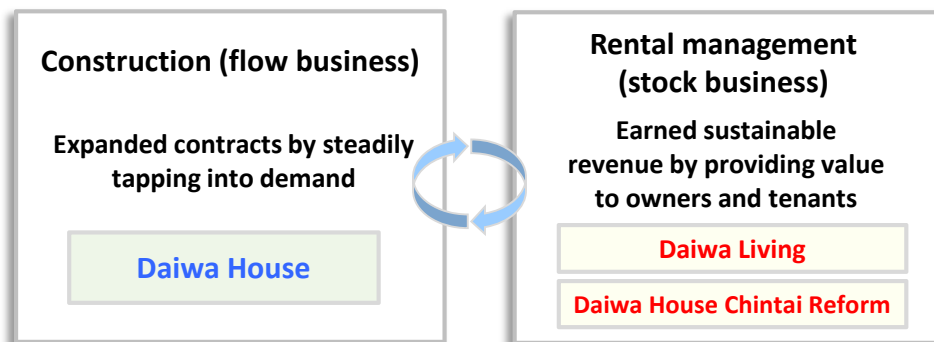 Construction (flow business)
Expanded contracts by steadily
tapping into demand
Daiwa House
Rental management
(stock business)
Earned sustainable
revenue by providing value
to owners and tenants
Daiwa Living
Daiwa House Chintai Reform